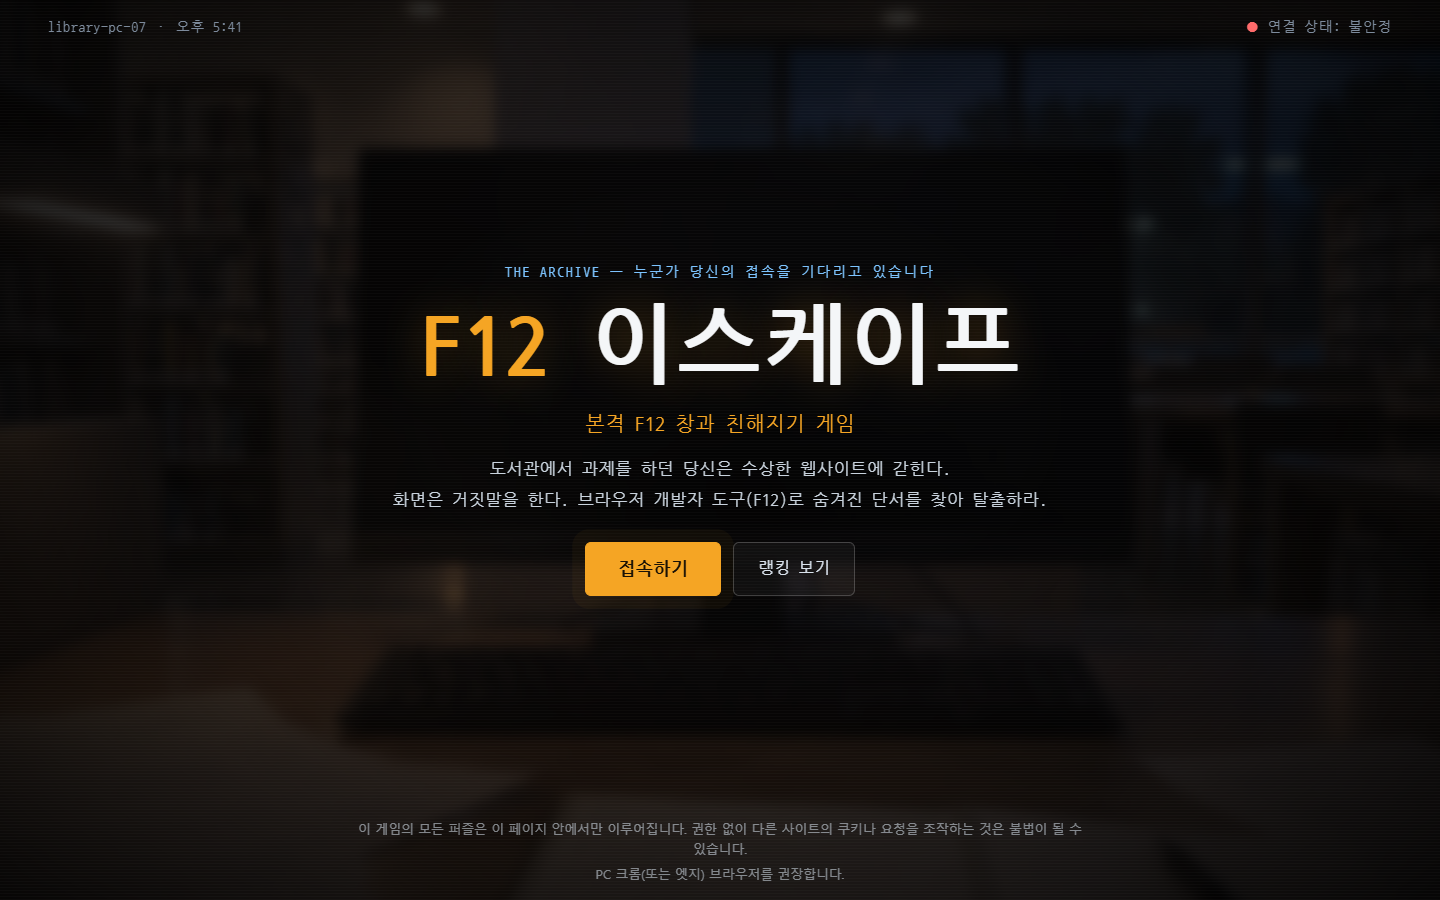 library-pc-07 · 오후 5:41
연결 상태: 불안정
THE ARCHIVE — 누군가 당신의 접속을 기다리고 있습니다
F12 이스케이프
본격 F12 창과 친해지기 게임
도서관에서 과제를 하던 당신은 수상한 웹사이트에 갇힌다.
화면은 거짓말을 한다. 브라우저 개발자 도구(F12)로 숨겨진 단서를 찾아 탈출하라.
접속하기
랭킹 보기
이 게임의 모든 퍼즐은 이 페이지 안에서만 이루어집니다. 권한 없이 다른 사이트의 쿠키나 요청을 조작하는 것은 불법이 될 수
있습니다.
PC 크롬(또는 엣지) 브라우저를 권장합니다.